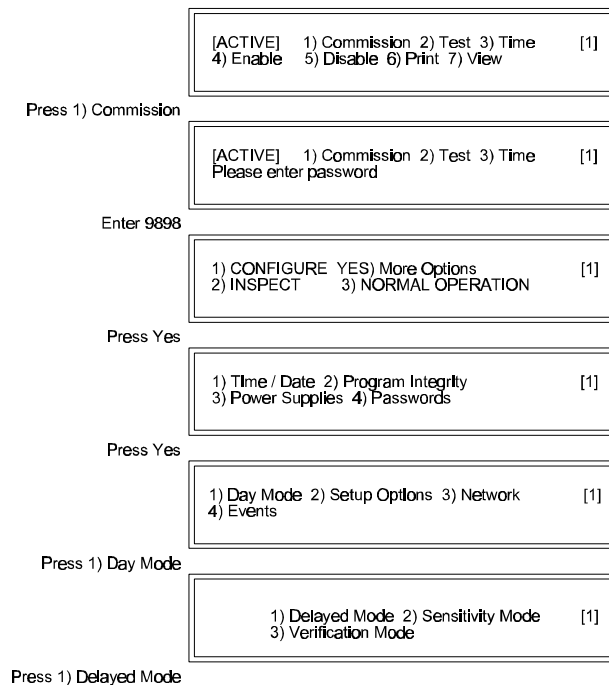 [ACTIVE] 1) Commission 2) Test 3) Time [1]
4) Enable 5) Disable 6) Print 7) View
Press 1) Commission
[ACTIVE] 1) Commission 2) Test 3) Time [1]
Please enter password
Enter 9898
1) CONFIGURE YES) More Options [1]
2) INSPECT 3) NORMAL OPERATION
Press Yes
1) Time / Date 2) Program Integrity [1]
3) Power Supplies 4) Passwords
Press Yes
1) Day Mode 2) Setup Options 3) Network [1]
4) Events
Press 1) Day Mode
1) Delayed Mode 2) Sensitivity Mode [1]
3) Verification Mode
Press 1) Delayed Mode